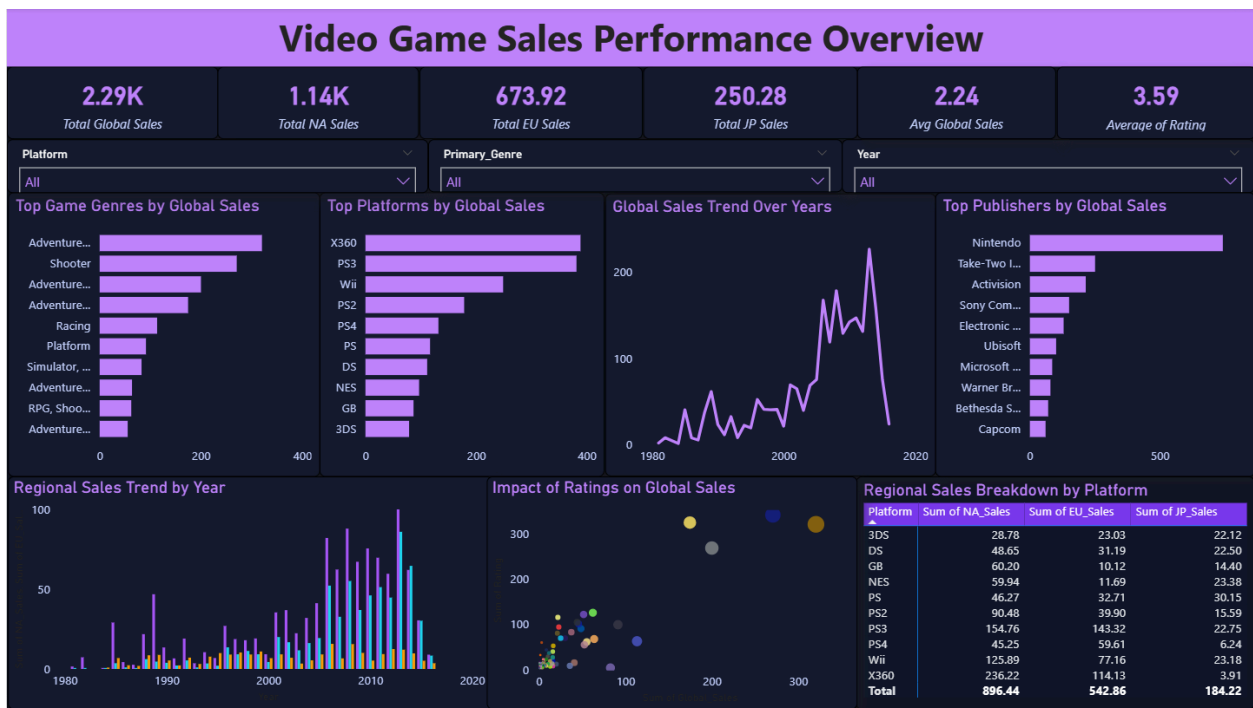 Video Game Sales Performance Overview
2.29K
Total Global Sales
1.14K
Total NA Sales
673.92
Total EU Sales
250.28
Total JP Sales
2.24
Avg Global Sales
3.59
Average of Rating
Platform
All
Primary_Genre
All
Year
All
Top Game Genres by Global Sales
Adventure...
Shooter
Adventure...
Adventure...
Racing
Platform
Simulator, ...
Adventure...
RPG, Shoo...
Adventure...
0 200 400
Top Platforms by Global Sales
X360
PS3
Wii
PS2
PS4
PS
DS
NES
GB
3DS
0 200 400
Global Sales Trend Over Years
200
100
0
1980 2000 2020
Top Publishers by Global Sales
Nintendo
Take-Two I...
Activision
Sony Com...
Electronic ...
Ubisoft
Microsoft ...
Warner Br...
Bethesda S...
Capcom
0 500
Regional Sales Trend by Year
100
50
0
1980 1990 2000 2010 2020
Impact of Ratings on Global Sales
300
200
100
0
0 100 200 300
Regional Sales Breakdown by Platform
Platform Sum of NA_Sales Sum of EU_Sales Sum of JP_Sales
3DS 28.78 23.03 22.12
DS 48.65 31.19 22.50
GB 60.20 10.12 14.40
NES 59.94 11.69 23.38
PS 46.27 32.71 30.15
PS2 90.48 39.90 15.59
PS3 154.76 143.32 22.75
PS4 45.25 59.61 6.24
Wii 125.89 77.16 23.18
X360 236.22 114.13 3.91
Total 896.44 542.86 184.22